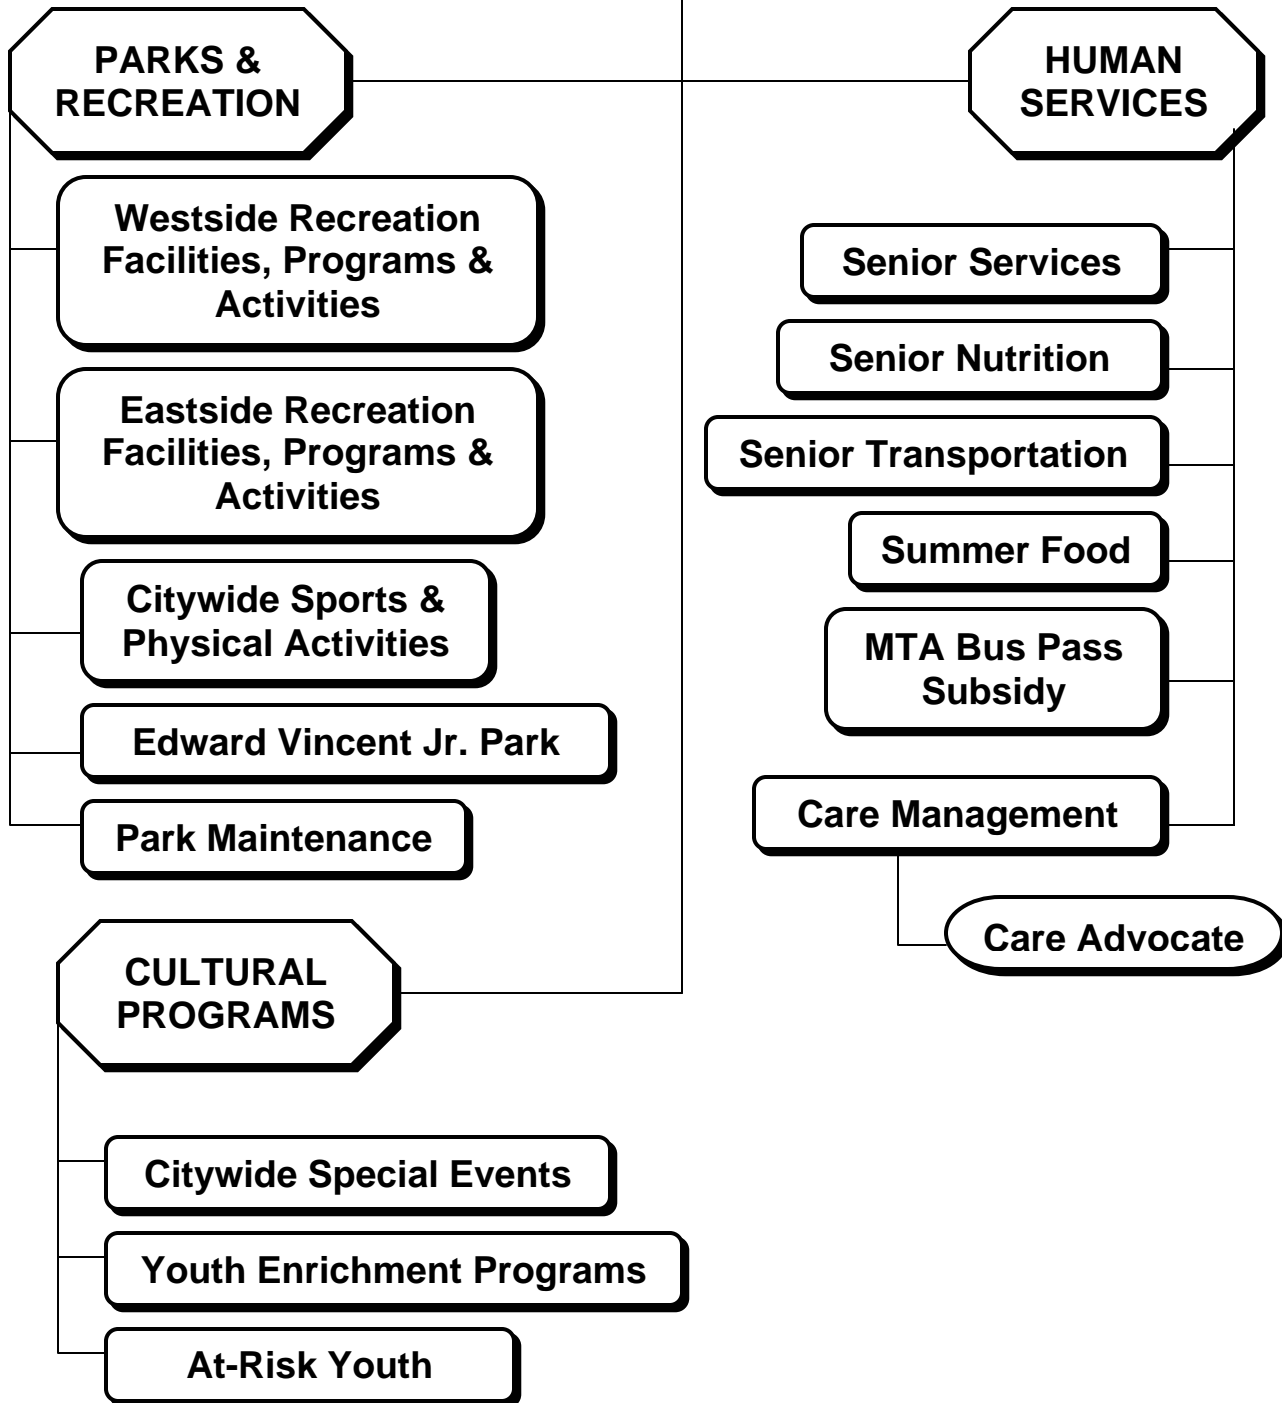 PARKS &
RECREATION
Westside Recreation
Facilities, Programs &
Activities
Eastside Recreation
Facilities, Programs &
Activities
Citywide Sports &
Physical Activities
Edward Vincent Jr. Park
Park Maintenance
HUMAN
SERVICES
Senior Services
Senior Nutrition
Senior Transportation
Summer Food
MTA Bus Pass
Subsidy
Care Management
Care Advocate
CULTURAL
PROGRAMS
Citywide Special Events
Youth Enrichment Programs
At-Risk Youth